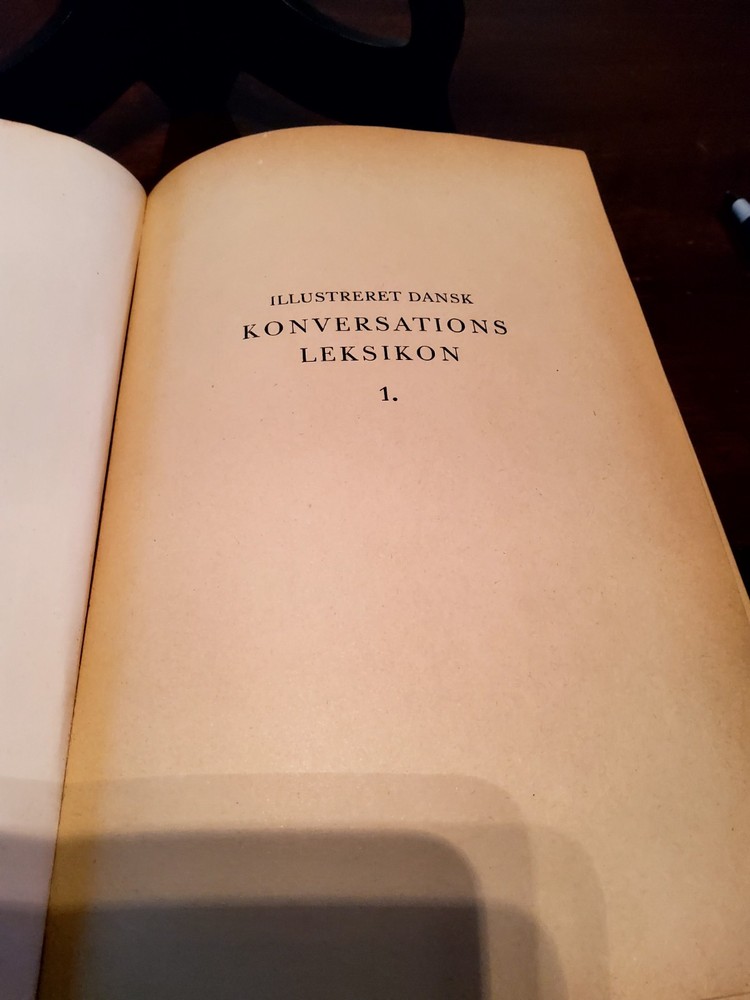 ILLUSTRERET DANSK
KONVERSATIONS
LEKSIKON
1.